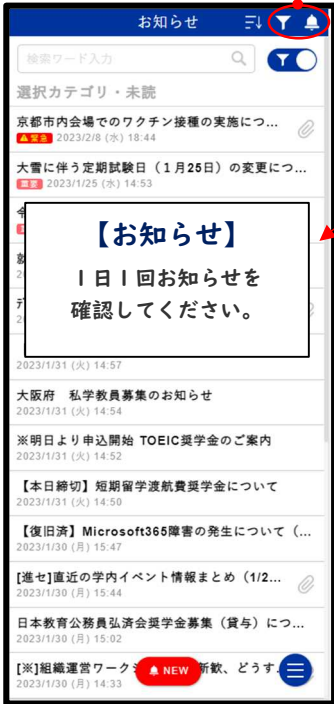 お知らせ
検索ワード入力
選択カテゴリ・未読
京都市内会場でのワクチン接種の実施につ...
緊急 2023/2/8 (水) 18:44
大雪に伴う定期試験日（１月25日）の変更につ...
重要 2023/1/25 (水) 14:53
【お知らせ】
１日１回お知らせを
確認してください。
2023/1/31 (火) 14:57
大阪府　私学教員募集のお知らせ
2023/1/31 (火) 14:54
※明日より申込開始 TOEIC奨学金のご案内
2023/1/31 (火) 14:52
【本日締切】短期留学渡航費奨学金について
2023/1/31 (火) 14:50
【復旧済】Microsoft365障害の発生について（...
2023/1/30 (月) 15:47
[進セ]直近の学内イベント情報まとめ（1/2...
2023/1/30 (月) 15:44
日本教育公務員弘済会奨学金募集（貸与）につ...
2023/1/30 (月) 15:02
[※]組織運営ワークシ
NEW
新歓、どうす
2023/1/30 (月) 14:33